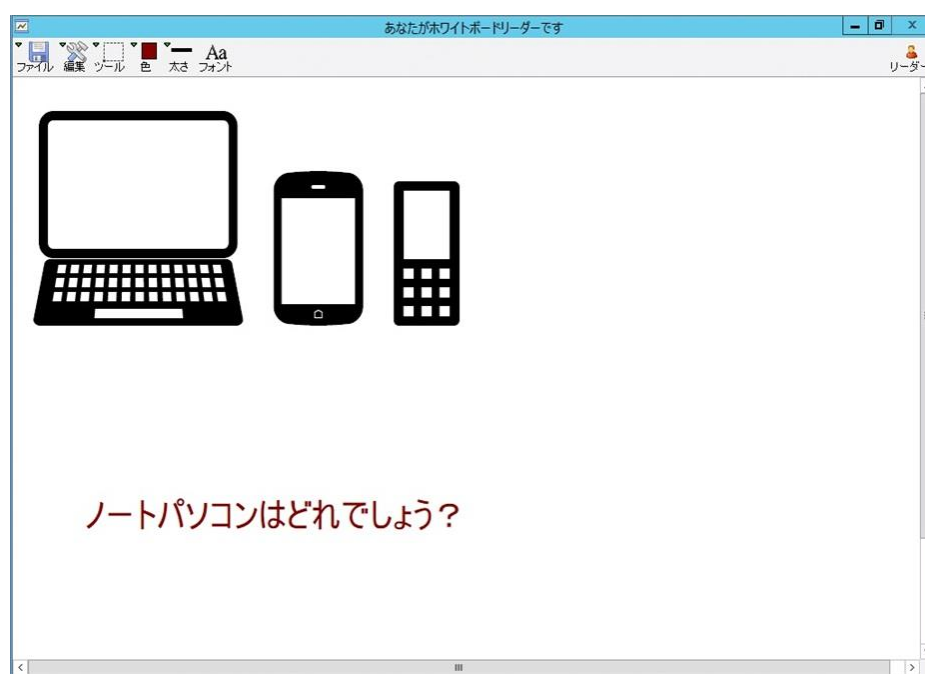 あなたがホワイトボードリーダーです
Aa
ファイル 編集 ツール 色 太さ フォント
リーダー
ノートパソコンはどれでしょう？